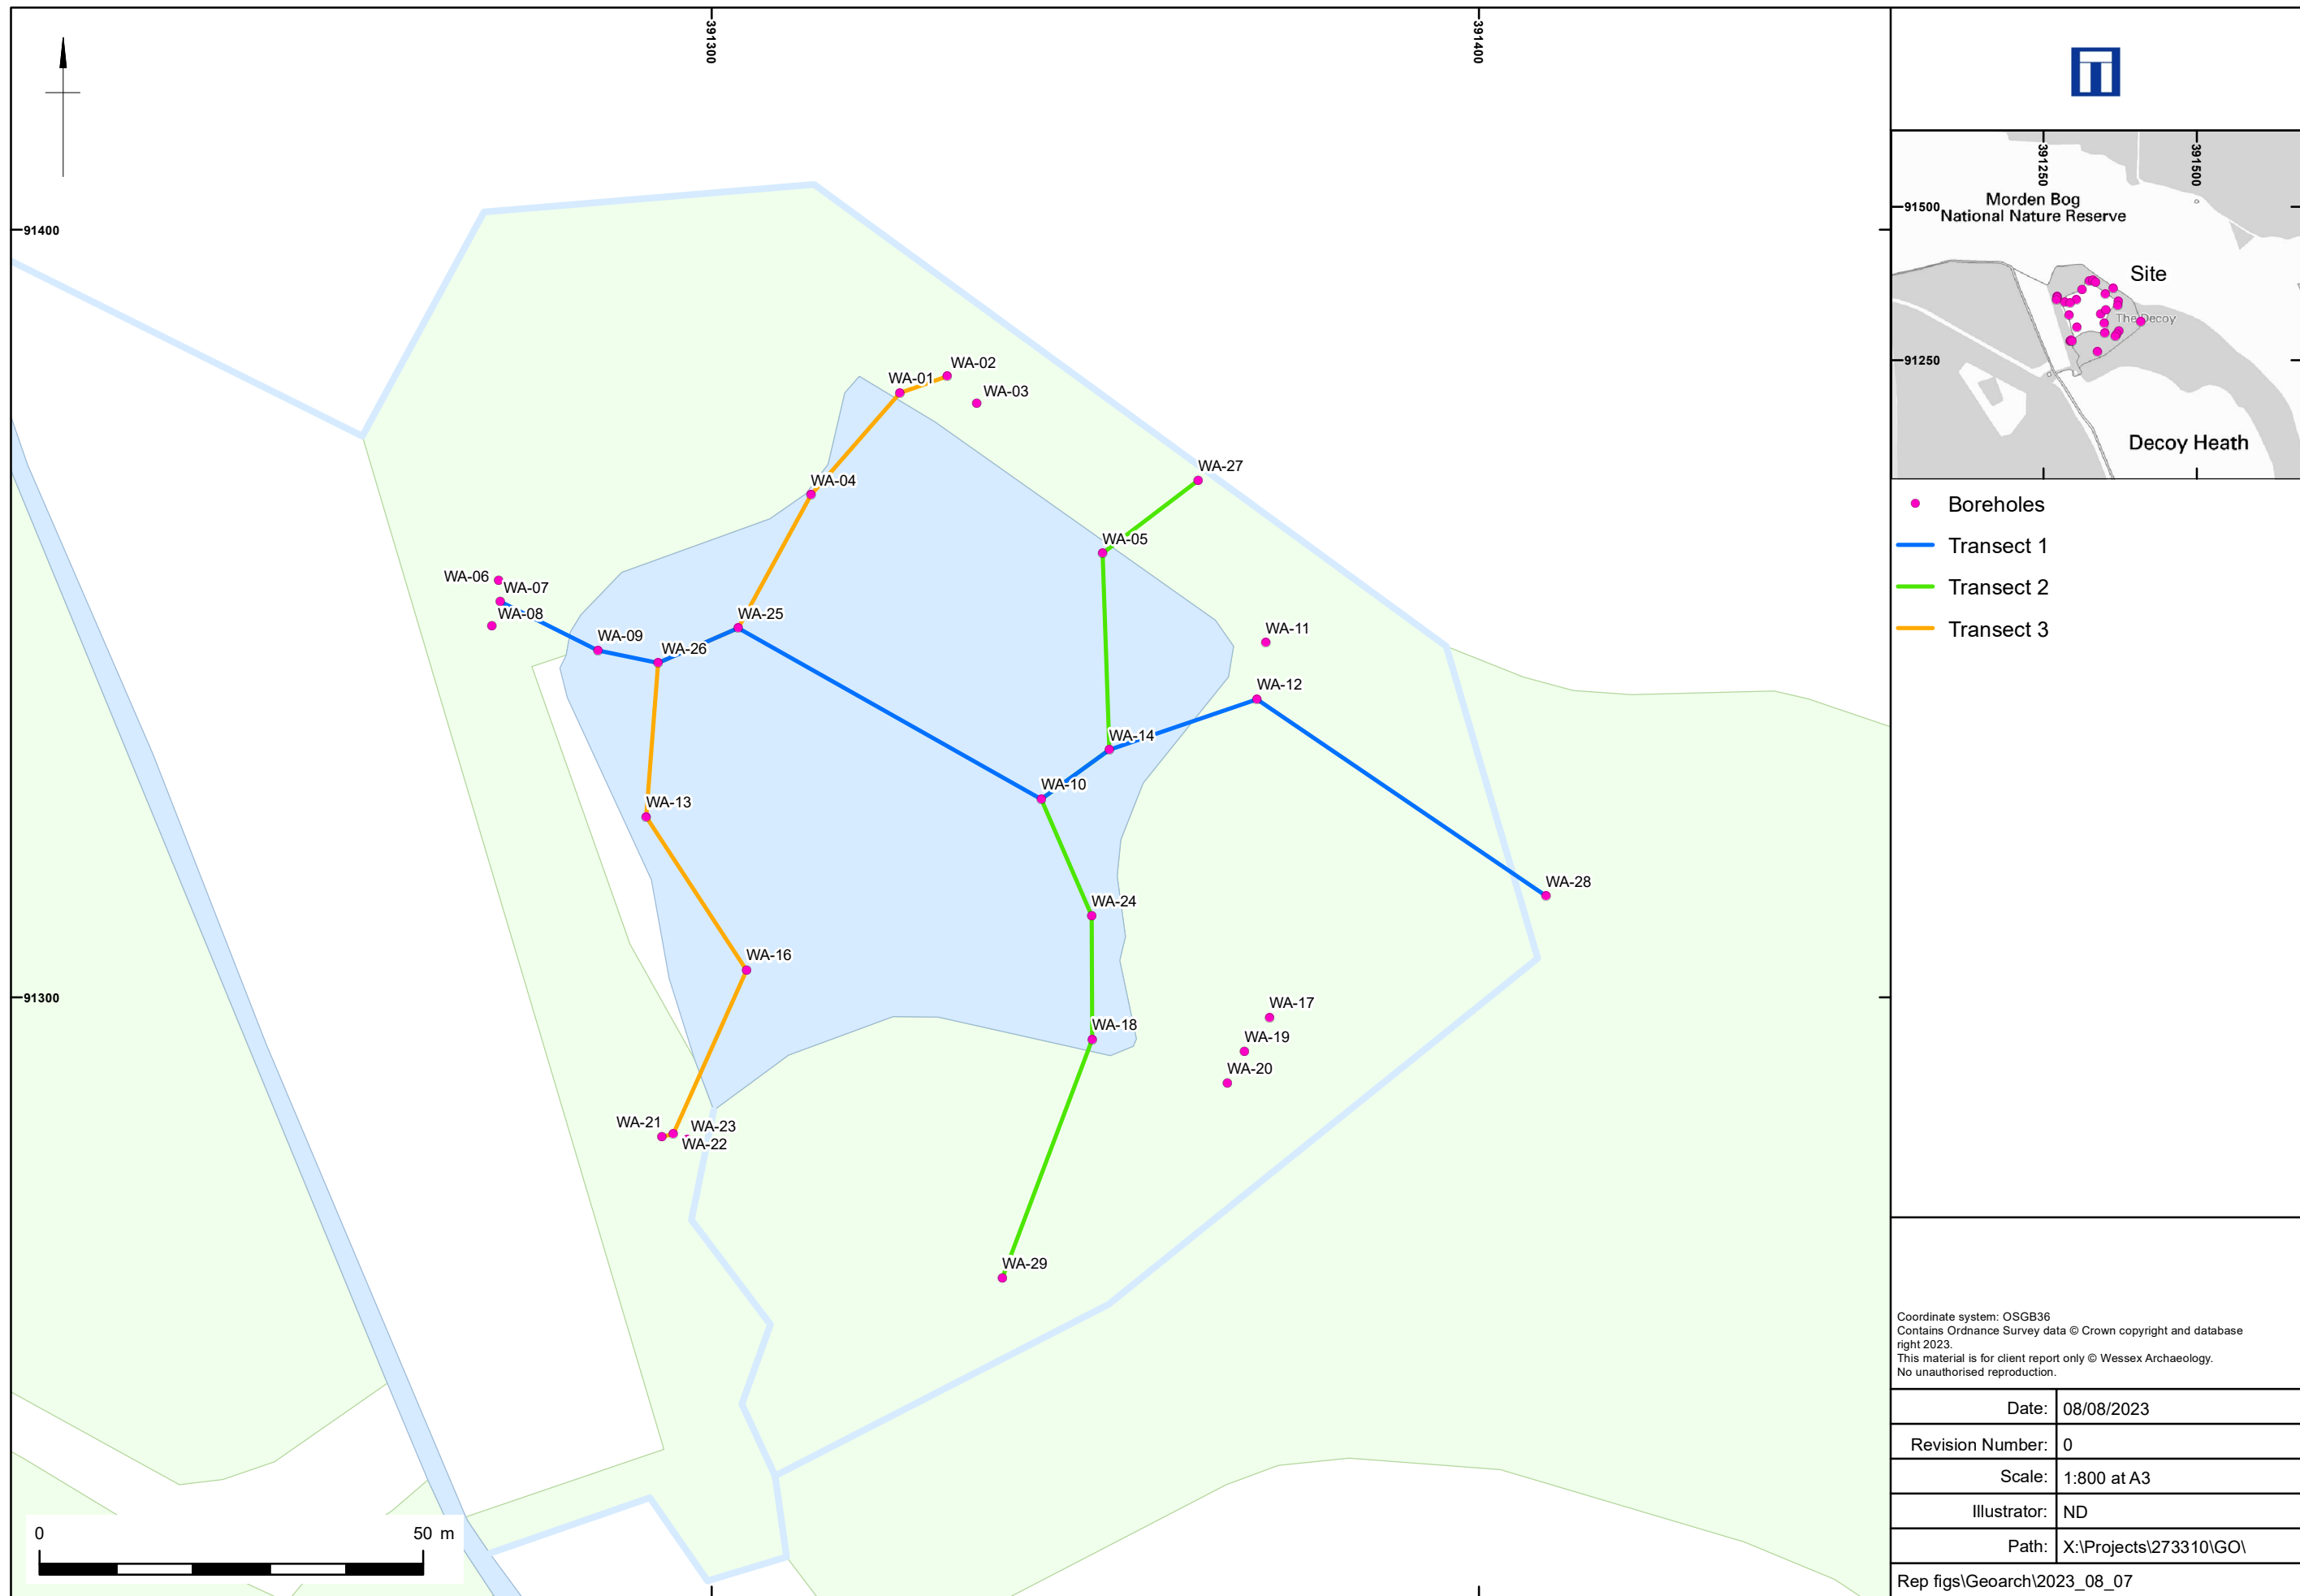 391300
391400
91400
91300
WA-01
WA-02
WA-03
WA-04
WA-27
WA-05
WA-06
WA-07
WA-08
WA-09
WA-25
WA-26
WA-11
WA-12
WA-14
WA-10
WA-13
WA-28
WA-24
WA-16
WA-17
WA-18
WA-19
WA-20
WA-21
WA-23
WA-22
WA-29
0 50 m
391250
391500
91500
91250
Morden Bog
National Nature Reserve
Site
The Decoy
Decoy Heath
Boreholes
Transect 1
Transect 2
Transect 3
Coordinate system: OSGB36
Contains Ordnance Survey data © Crown copyright and database
right 2023.
This material is for client report only © Wessex Archaeology.
No unauthorised reproduction.
Date: 08/08/2023
Revision Number: 0
Scale: 1:800 at A3
Illustrator: ND
Path: X:\Projects\273310\GO\
Rep figs\Geoarch\2023_08_07